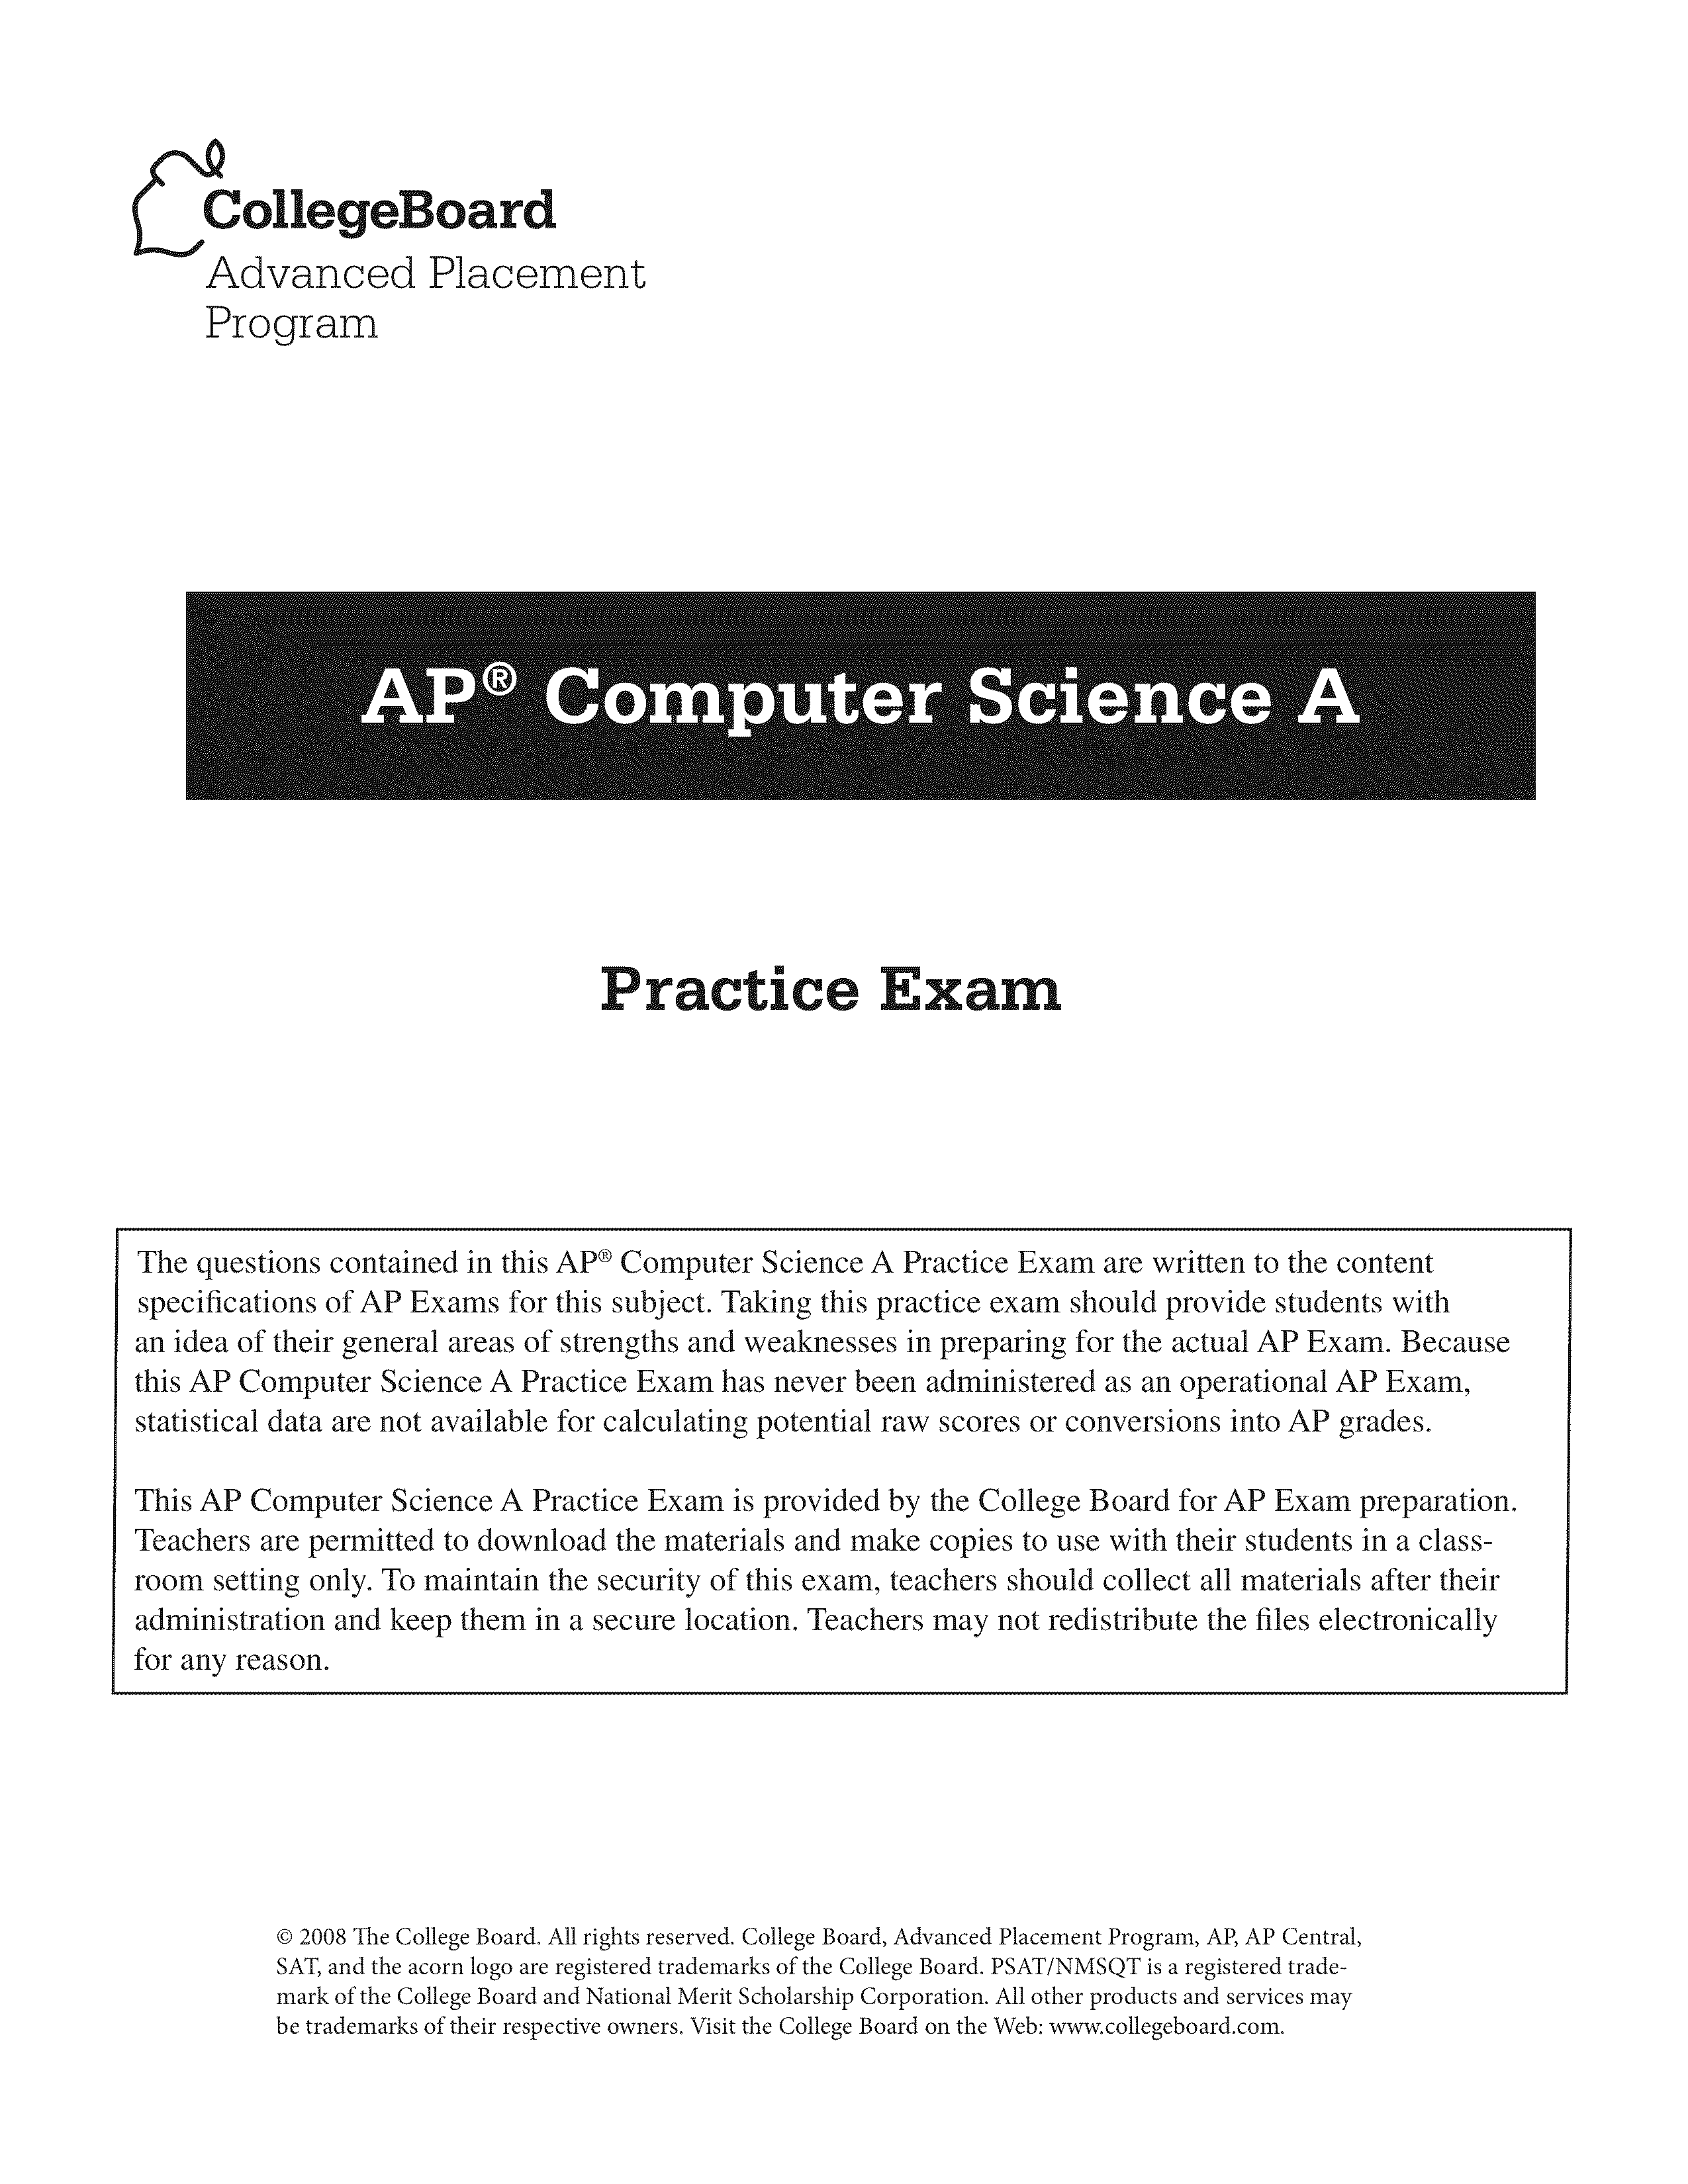 CollegeBoard
Advanced Placement
Program
AP® Computer Science A
Practice Exam
The questions contained in this AP® Computer Science A Practice Exam are written to the content
specifications of AP Exams for this subject. Taking this practice exam should provide students with
an idea of their general areas of strengths and weaknesses in preparing for the actual AP Exam. Because
this AP Computer Science A Practice Exam has never been administered as an operational AP Exam,
statistical data are not available for calculating potential raw scores or conversions into AP grades.
This AP Computer Science A Practice Exam is provided by the College Board for AP Exam preparation.
Teachers are permitted to download the materials and make copies to use with their students in a class-
room setting only. To maintain the security of this exam, teachers should collect all materials after their
administration and keep them in a secure location. Teachers may not redistribute the files electronically
for any reason.
© 2008 The College Board. All rights reserved. College Board, Advanced Placement Program, AP, AP Central,
SAT, and the acorn logo are registered trademarks of the College Board. PSAT/NMSQT is a registered trade-
mark of the College Board and National Merit Scholarship Corporation. All other products and services may
be trademarks of their respective owners. Visit the College Board on the Web: www.collegeboard.com.